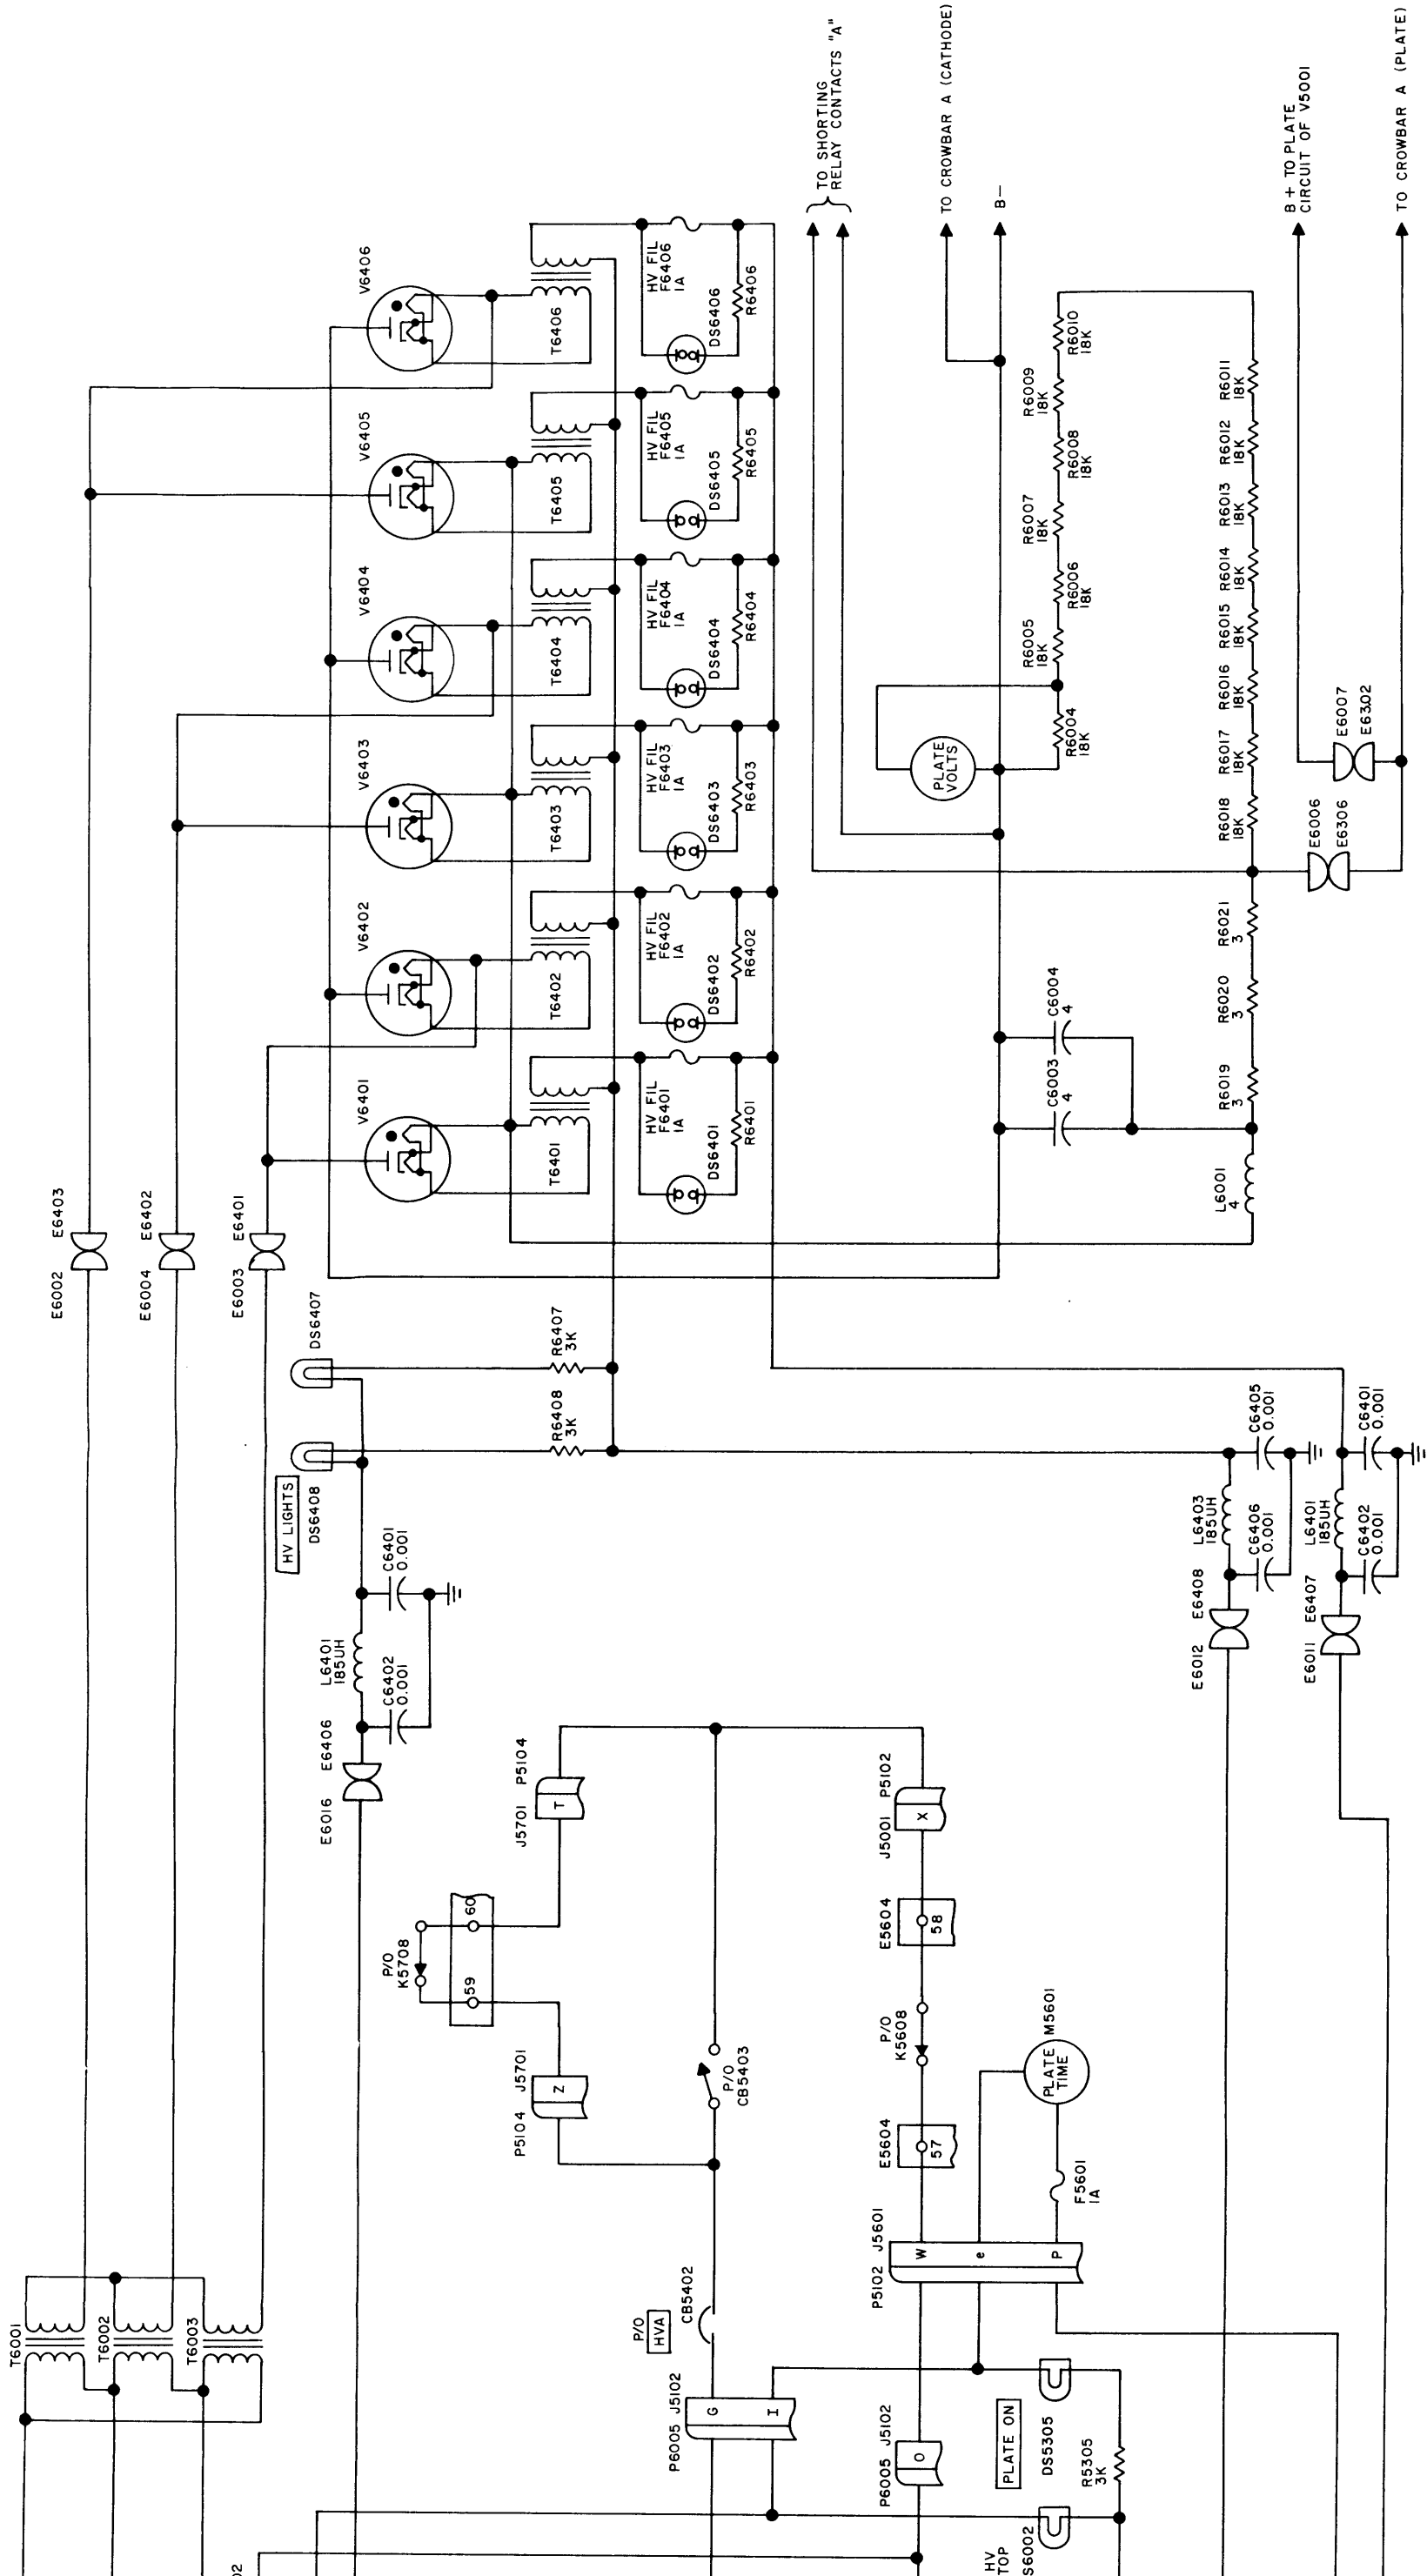 TO SHORTING
RELAY CONTACTS "A"
TO CROWBAR A (CATHODE)
B—
B + TO PLATE
CIRCUIT OF V5001
TO CROWBAR A (PLATE)
V6406
T6406
HV FIL
F6406
1A
DS6406
R6406
V6405
T6405
HV FIL
F6405
1A
DS6405
R6405
V6404
T6404
HV FIL
F6404
1A
DS6404
R6404
V6403
T6403
HV FIL
F6403
1A
DS6403
R6403
V6402
T6402
HV FIL
F6402
1A
DS6402
R6402
V6401
T6401
HV FIL
F6401
1A
DS6401
R6401
R6010
18K
R6009
18K
R6008
18K
R6007
18K
R6006
18K
R6005
18K
R6004
18K
PLATE
VOLTS
R6011
18K
R6012
18K
R6013
18K
R6014
18K
R6015
18K
R6016
18K
R6017
18K
R6018
18K
E6007
E6302
E6006
E6306
R6021
3
R6020
3
R6019
3
C6004
4
C6003
4
L6001
4
E6403
E6002
E6402
E6004
E6401
E6003
DS6407
R6407
3K
R6408
3K
HV LIGHTS
DS6408
C6401
0.001
L6401
185UH
C6402
0.001
E6406
E6016
C6405
0.001
L6403
185UH
C6406
0.001
E6408
E6012
C6401
0.001
L6401
185UH
C6402
0.001
E6407
E6011
J5701 P5104
T
P/O
K5708
60
59
P5104 J5701
Z
P/O
CB5403
J5001 P5102
X
E5604
58
P/O
K5608
E5604
57
PLATE
TIME
M5601
F5601
1A
P5102 J5601
W
e
P
T6001
T6002
T6003
P/O
HVA
CB5402
P6005 J5102
G
I
P6005 J5102
O
PLATE ON
DS5305
R5305
3K
HV
TOP
S6002
02